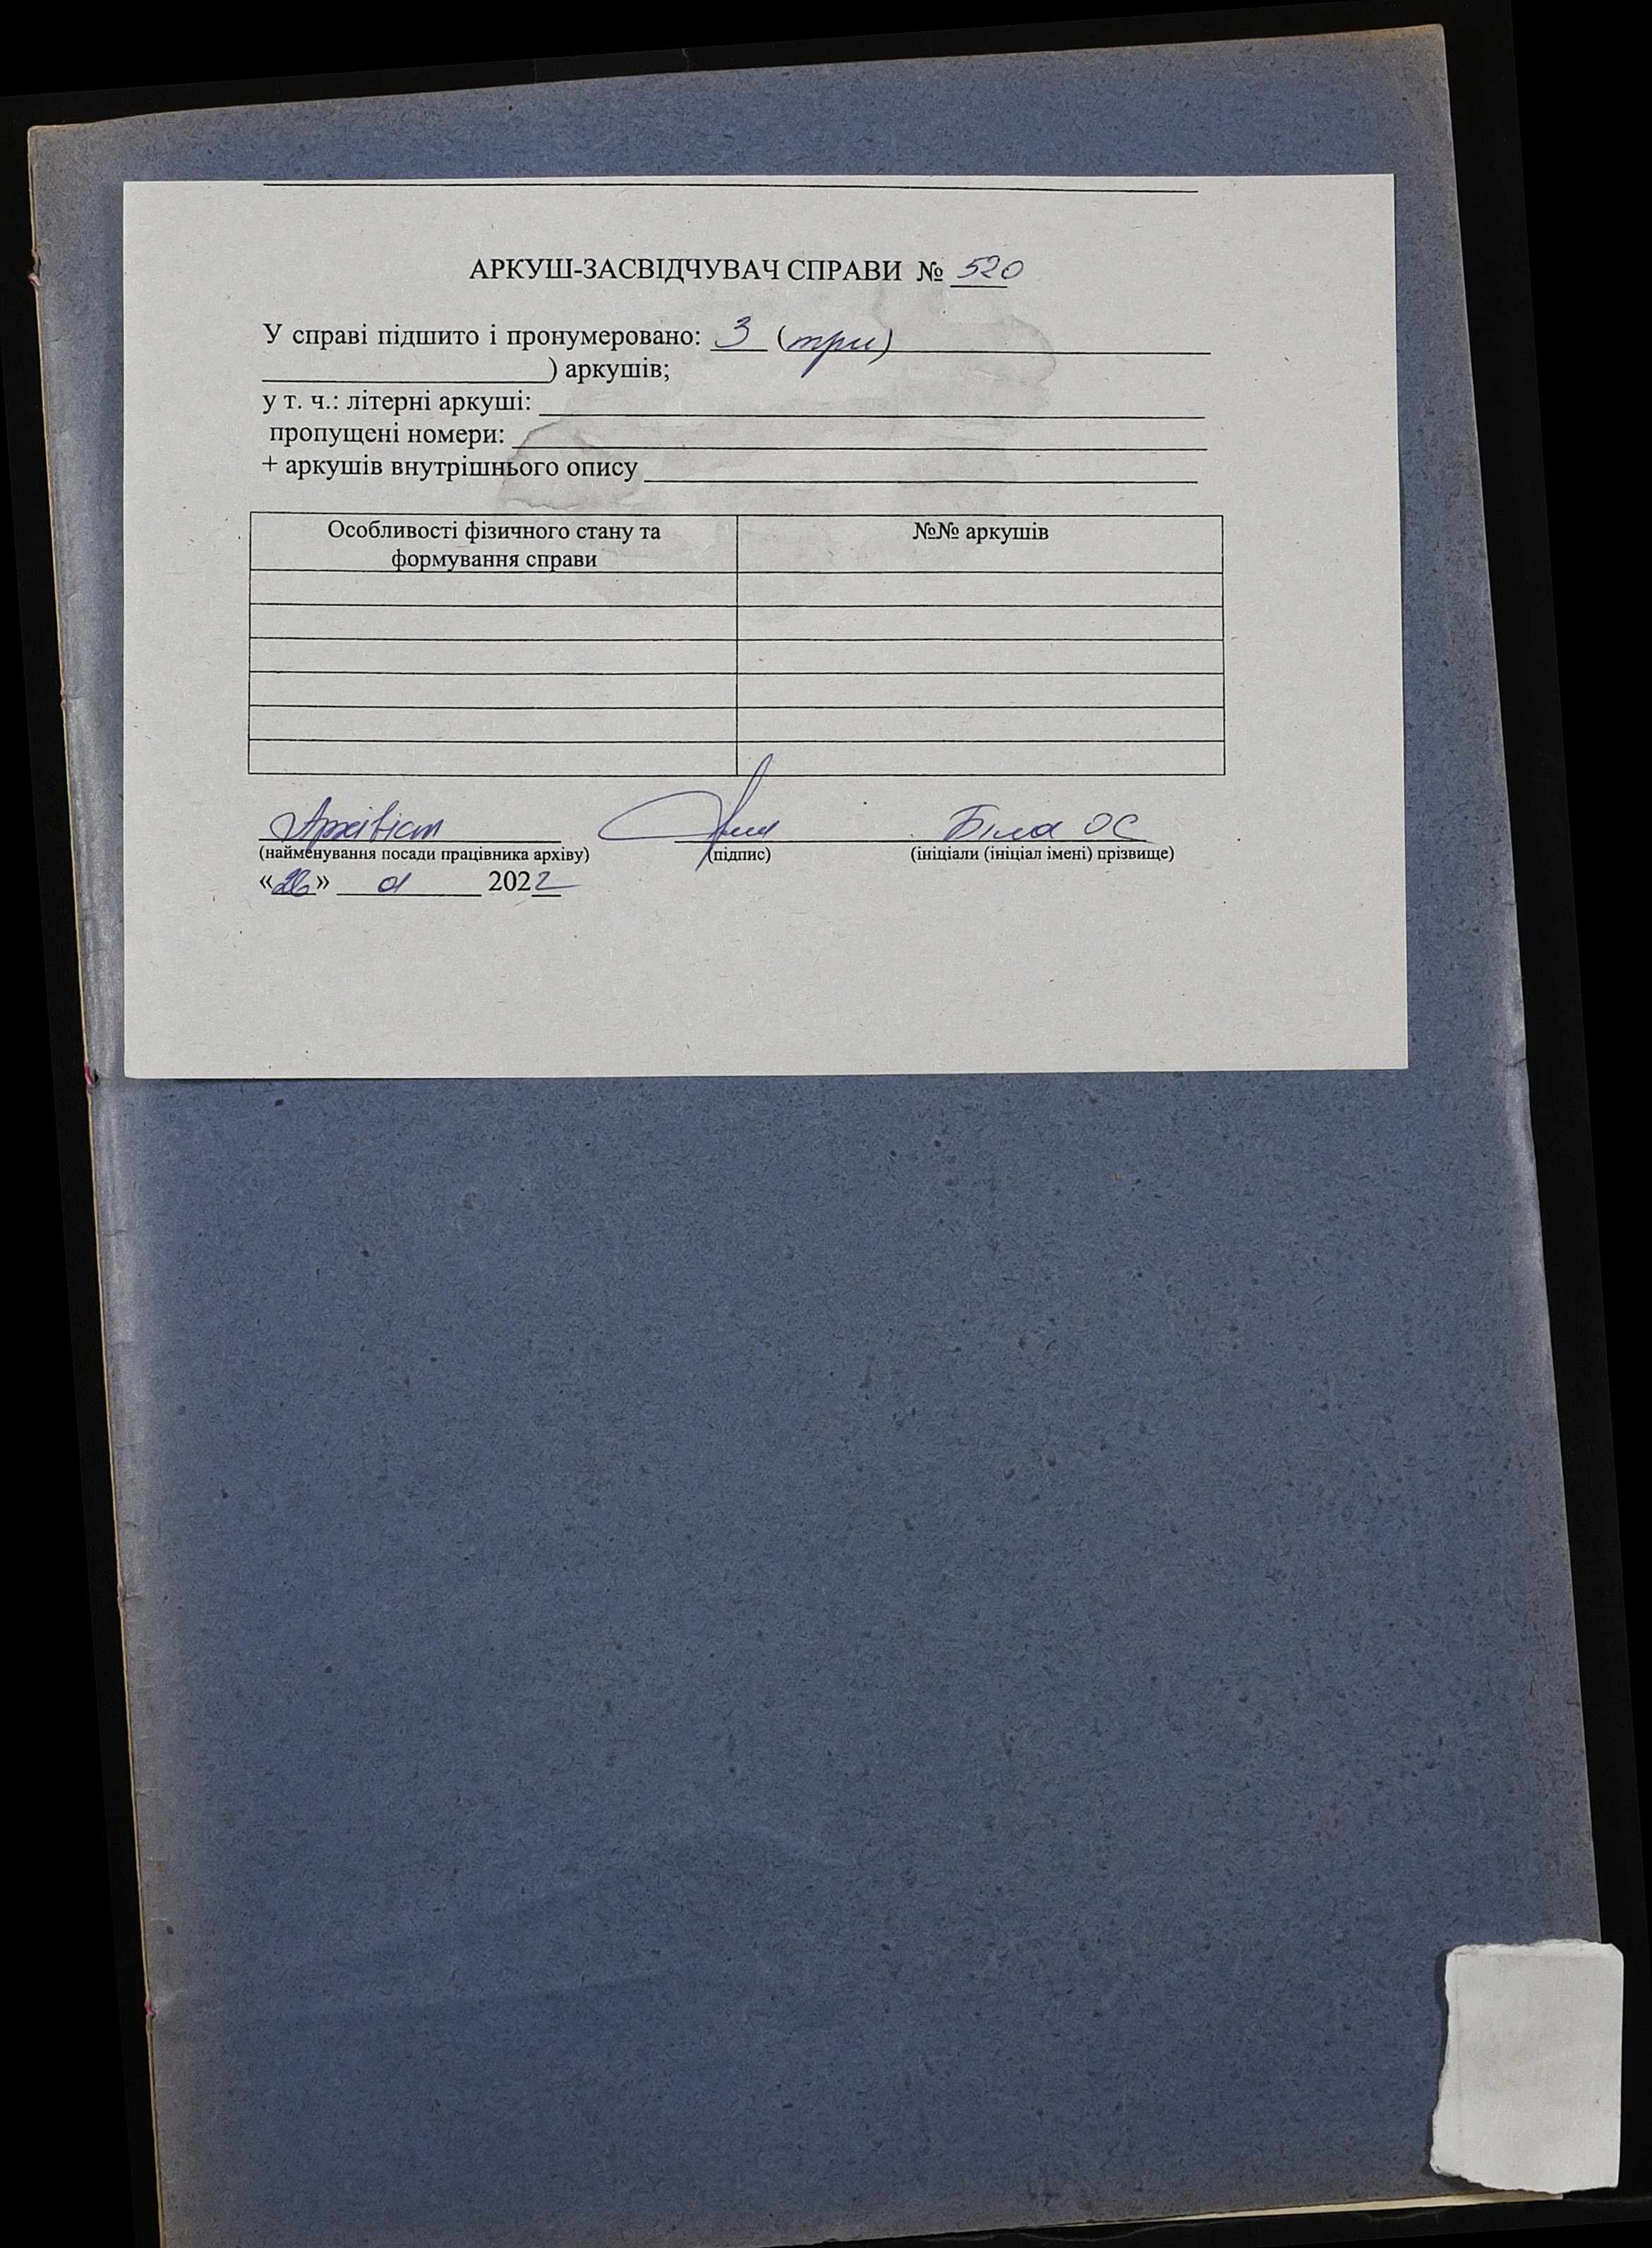 АРКУШ-ЗАСВІДЧУВАЧ СПРАВИ № 520
У справі підшито і пронумеровано: 3 (три)
) аркушів;
у т. ч.: літерні аркуші:
пропущені номери:
+ аркушів внутрішнього опису
Особливості фізичного стану та формування справи №№ аркушів
Архівіст Біла ОС
(найменування посади працівника архіву) (підпис) (ініціали (ініціал імені) прізвище)
«26» 01 2022